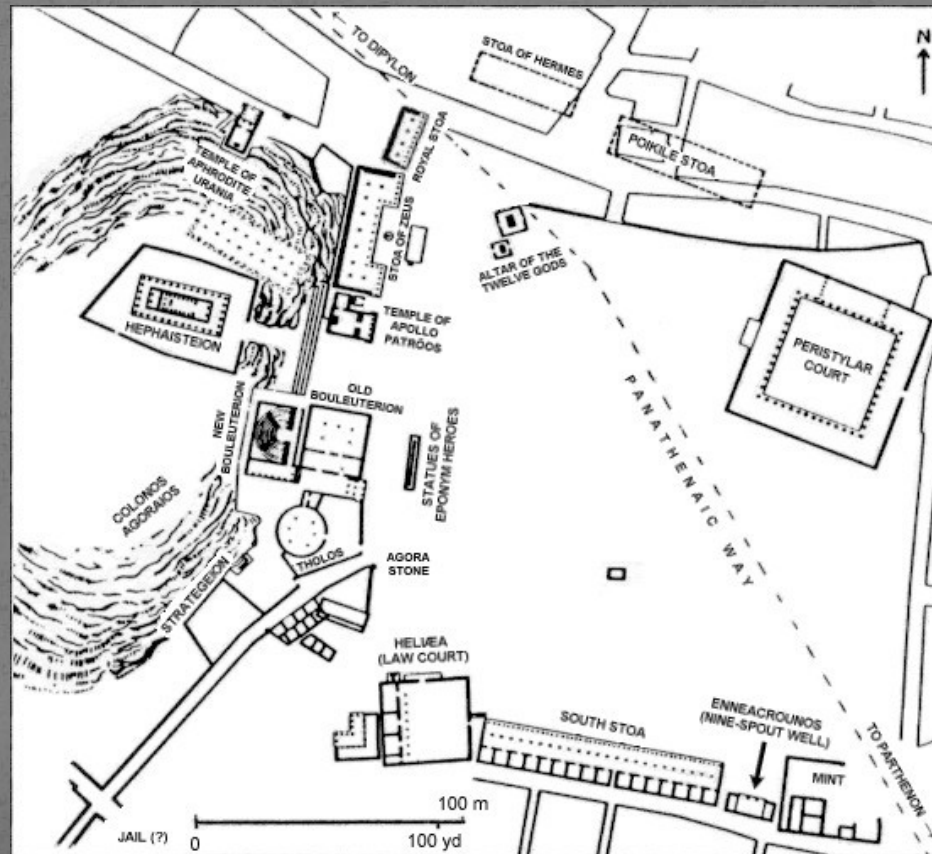 TO DIPYLON
STOA OF HERMES
N
ROYAL STOA
POIKILE STOA
TEMPLE OF
APHRODITE
URANIA
STOA OF ZEUS
ALTAR OF THE
TWELVE GODS
HEPHAISTEION
TEMPLE OF
APOLLO
PATRÒOS
PERISTYLAR
COURT
NEW
BOULEUTERION
OLD
BOULEUTERION
STATUES OF
EPONYM HEROES
PANATHENAIC WAY
COLONOS
AGORAIOS
THOLOS
AGORA
STONE
STRATEGEION
HELIÆA
(LAW COURT)
SOUTH STOA
ENNEACROUNOS
(NINE-SPOUT WELL)
MINT
TO PARTHENON
JAIL (?)
100 m
0
100 yd